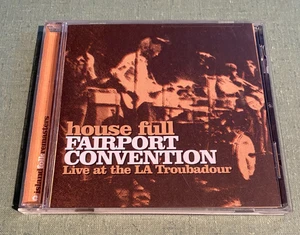 house full
FAIRPORT
CONVENTION
Live at the LA Troubadour
island remasters